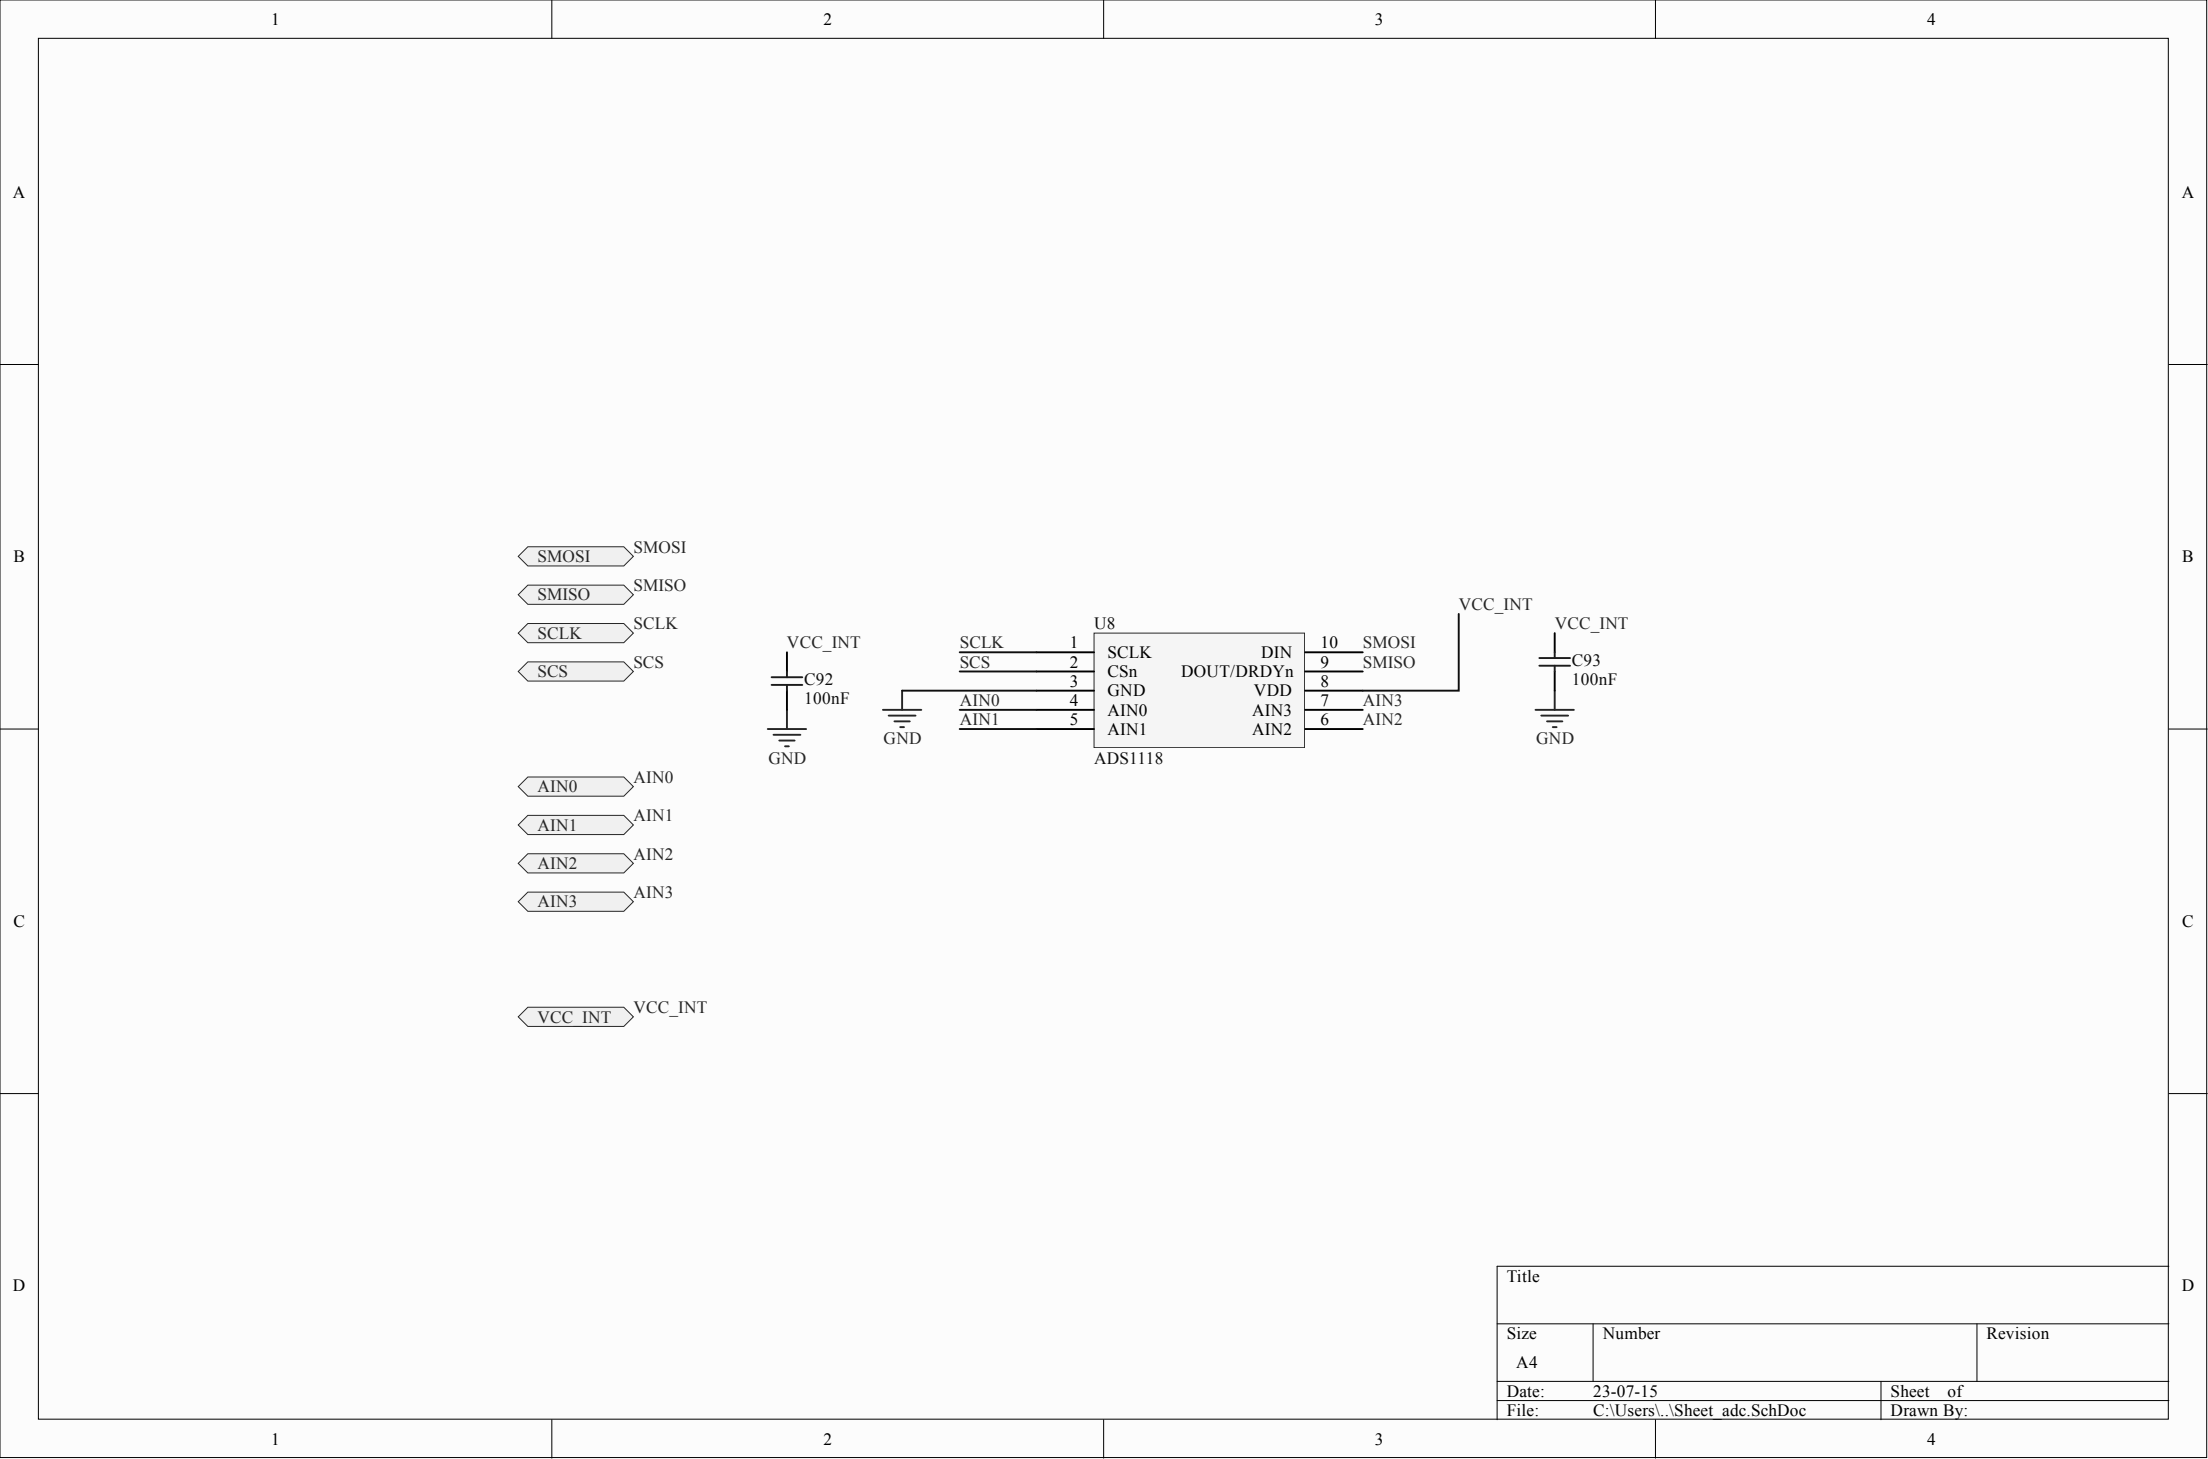 1 2 3 4
A A
B B
C C
D D
SMOSI SMOSI
SMISO SMISO
SCLK SCLK
SCS SCS
AIN0 AIN0
AIN1 AIN1
AIN2 AIN2
AIN3 AIN3
VCC_INT VCC_INT
VCC_INT
C92
100nF
GND
GND
U8
SCLK 1 SCLK
SCS 2 CSn
3 GND
AIN0 4 AIN0
AIN1 5 AIN1
DIN 10 SMOSI
DOUT/DRDYn 9 SMISO
VDD 8
AIN3 7 AIN3
AIN2 6 AIN2
ADS1118
VCC_INT
VCC_INT
C93
100nF
GND
Title
Size Number Revision
A4
Date: 23-07-15 Sheet of
File: C:\Users\..\Sheet_adc.SchDoc Drawn By:
1 2 3 4